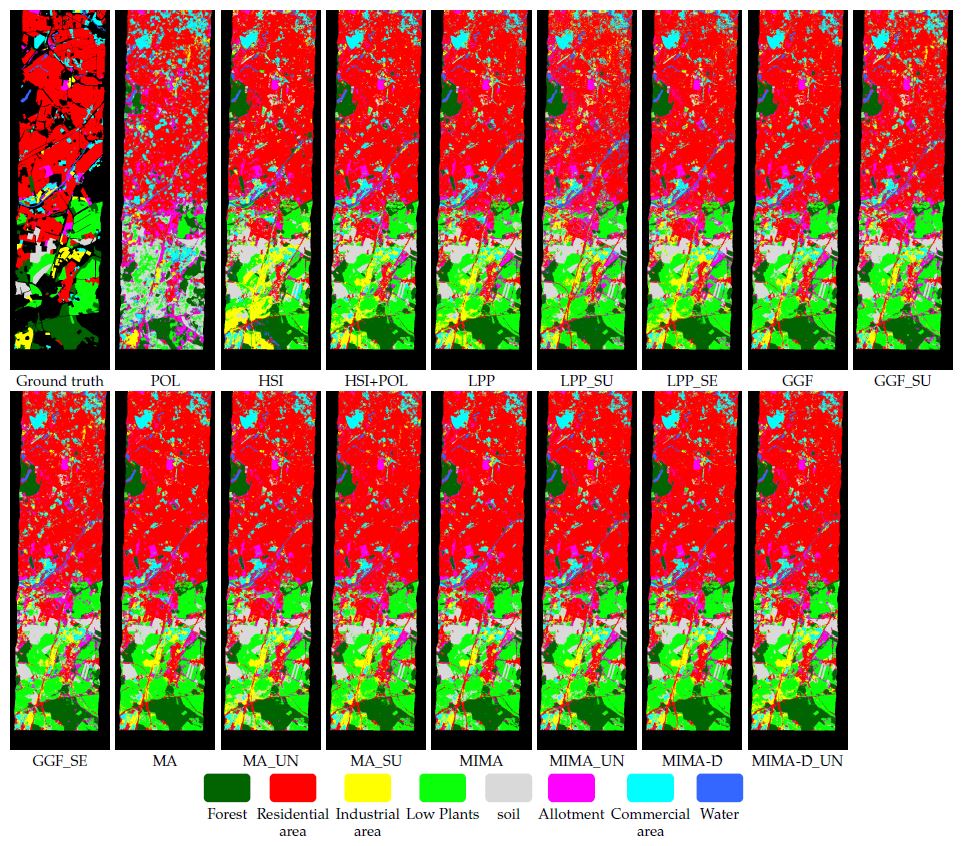 Ground truth POL HSI HSI+POL LPP LPP_SU LPP_SE GGF GGF_SU
GGF_SE MA MA_UN MA_SU MIMA MIMA_UN MIMA-D MIMA-D_UN
Forest Residential Industrial Low Plants soil Allotment Commercial Water
area area area